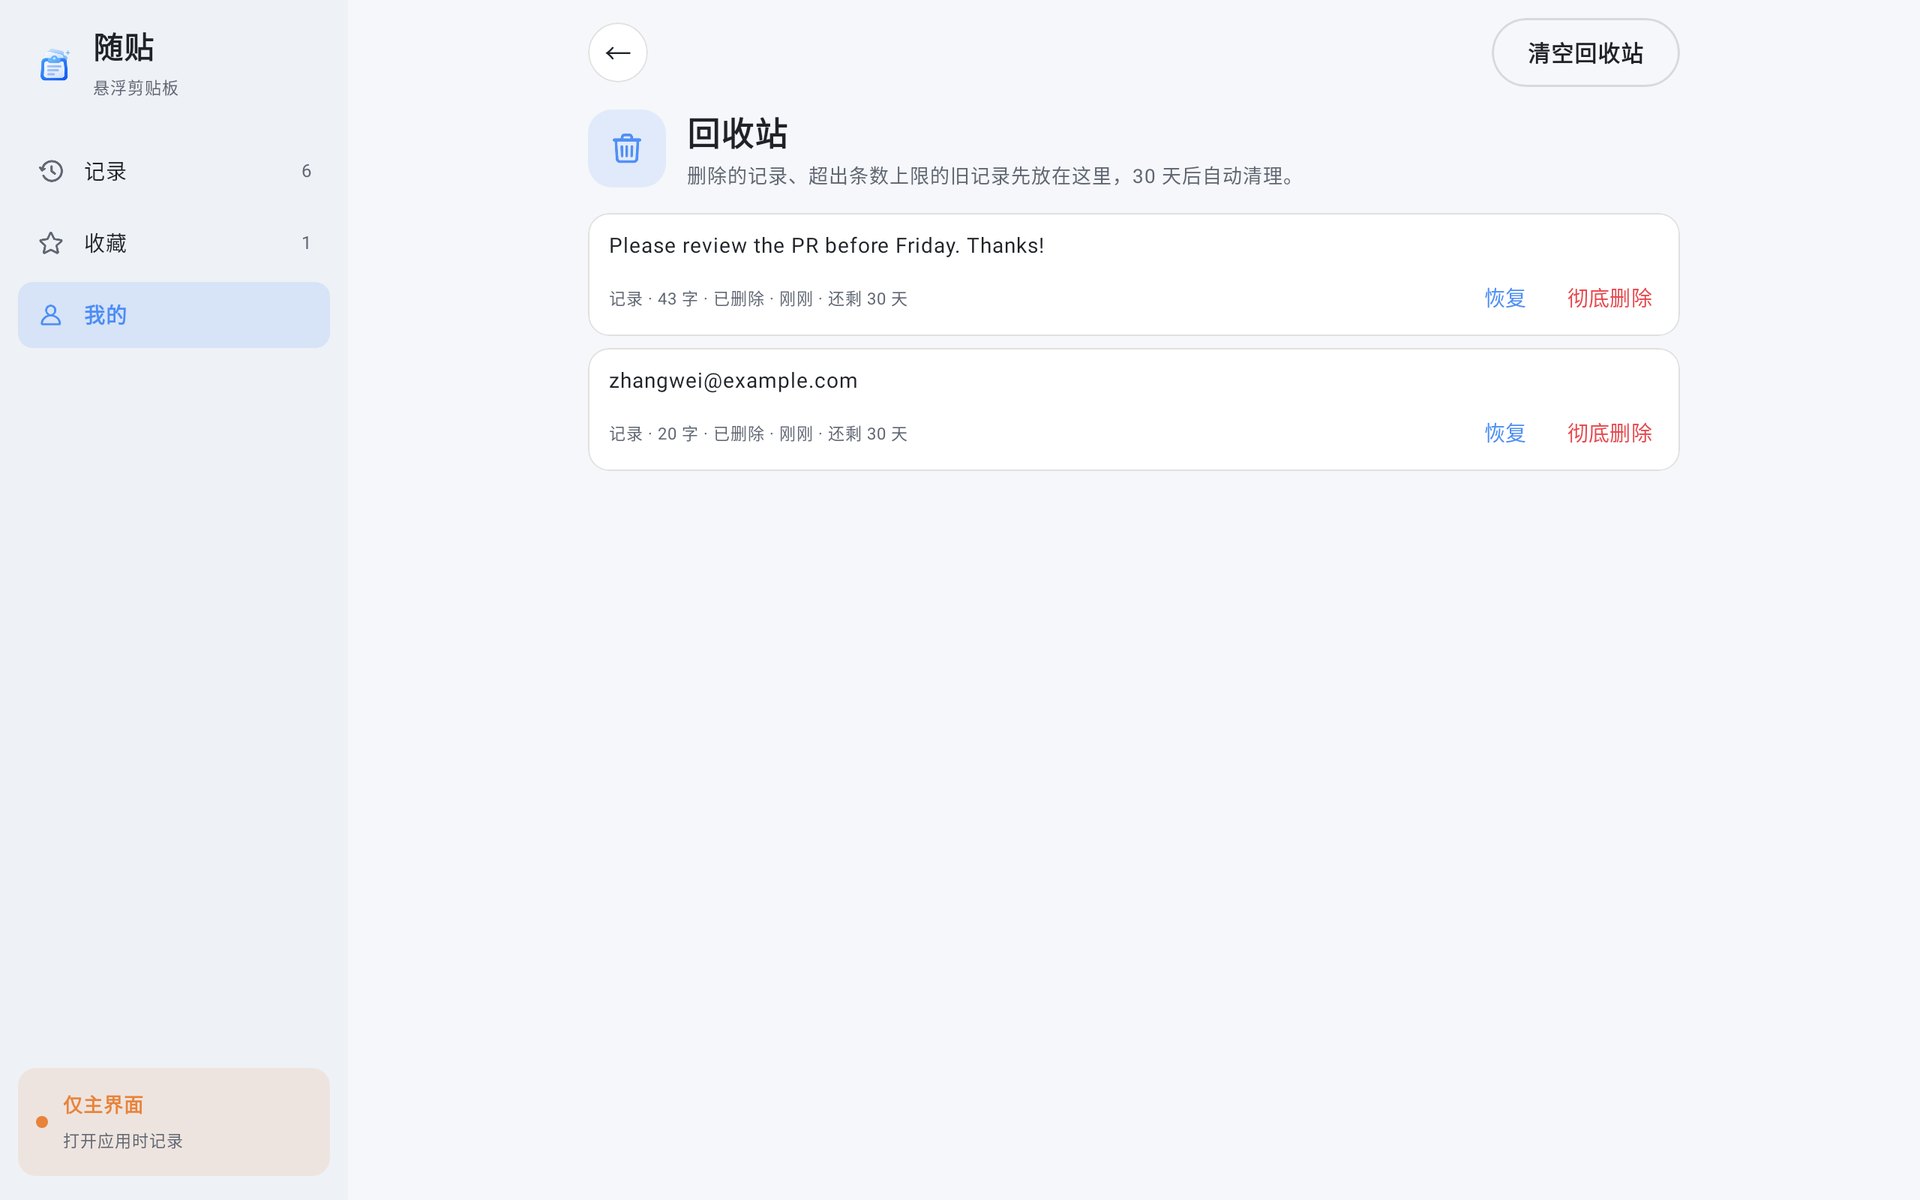 随贴
悬浮剪贴板
记录 6
收藏 1
我的
仅主界面
打开应用时记录
清空回收站
回收站
删除的记录、超出条数上限的旧记录先放在这里，30 天后自动清理。
Please review the PR before Friday. Thanks!
记录 · 43 字 · 已删除 · 刚刚 · 还剩 30 天
恢复 彻底删除
zhangwei@example.com
记录 · 20 字 · 已删除 · 刚刚 · 还剩 30 天
恢复 彻底删除